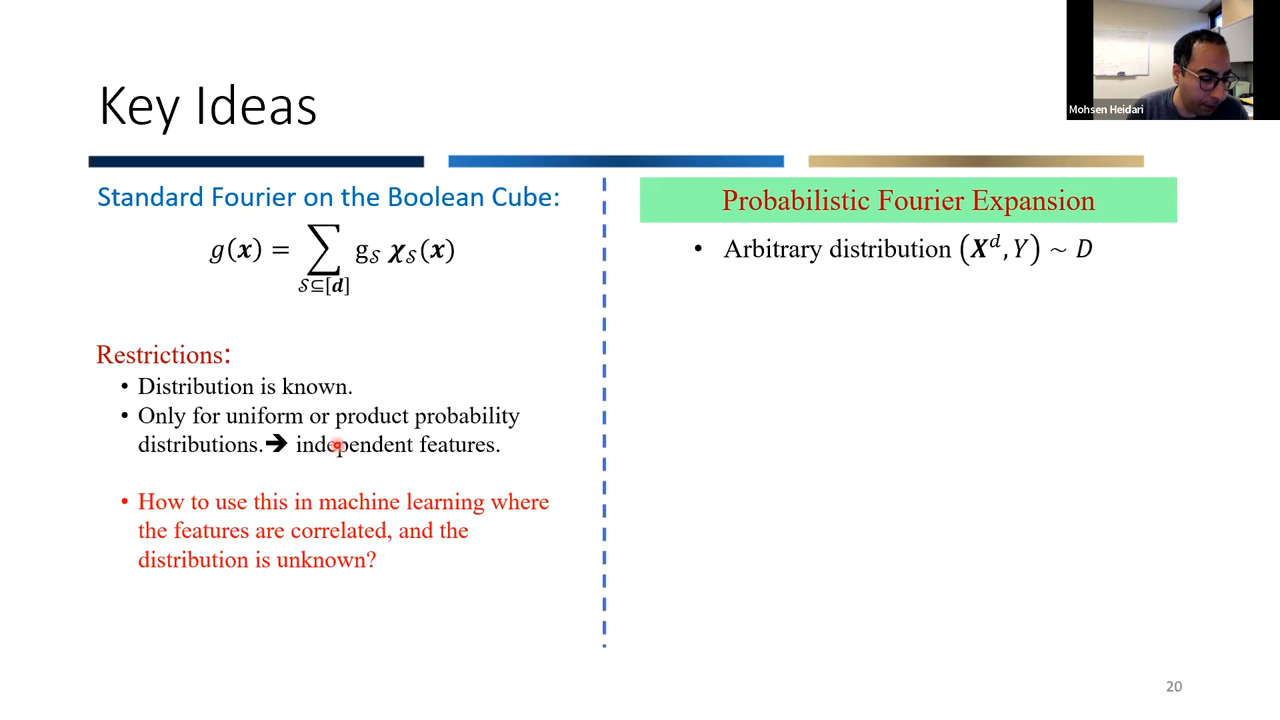 Mohsen Heidari
Key Ideas
Standard Fourier on the Boolean Cube:
g(x) = ∑ g_𝒮 χ_𝒮(x)
𝒮⊆[d]
Restrictions:
• Distribution is known.
• Only for uniform or product probability
distributions.➔ independent features.
• How to use this in machine learning where
the features are correlated, and the
distribution is unknown?
Probabilistic Fourier Expansion
• Arbitrary distribution (X^d, Y) ~ D
20